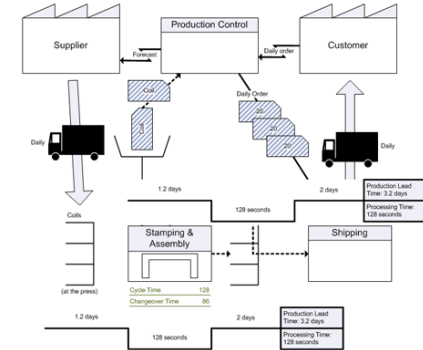 Production Control
Supplier
Customer
Forecast
Daily order
Coil
Daily Order
20
20
20
Daily
Daily
1.2 days
2 days
Production Lead
Time: 3.2 days
128 seconds
Processing Time:
128 seconds
Coils
Stamping &
Assembly
Shipping
(at the press)
Cycle Time 128
Changeover Time 86
1.2 days
2 days
Production Lead
Time: 3.2 days
128 seconds
Processing Time:
128 seconds